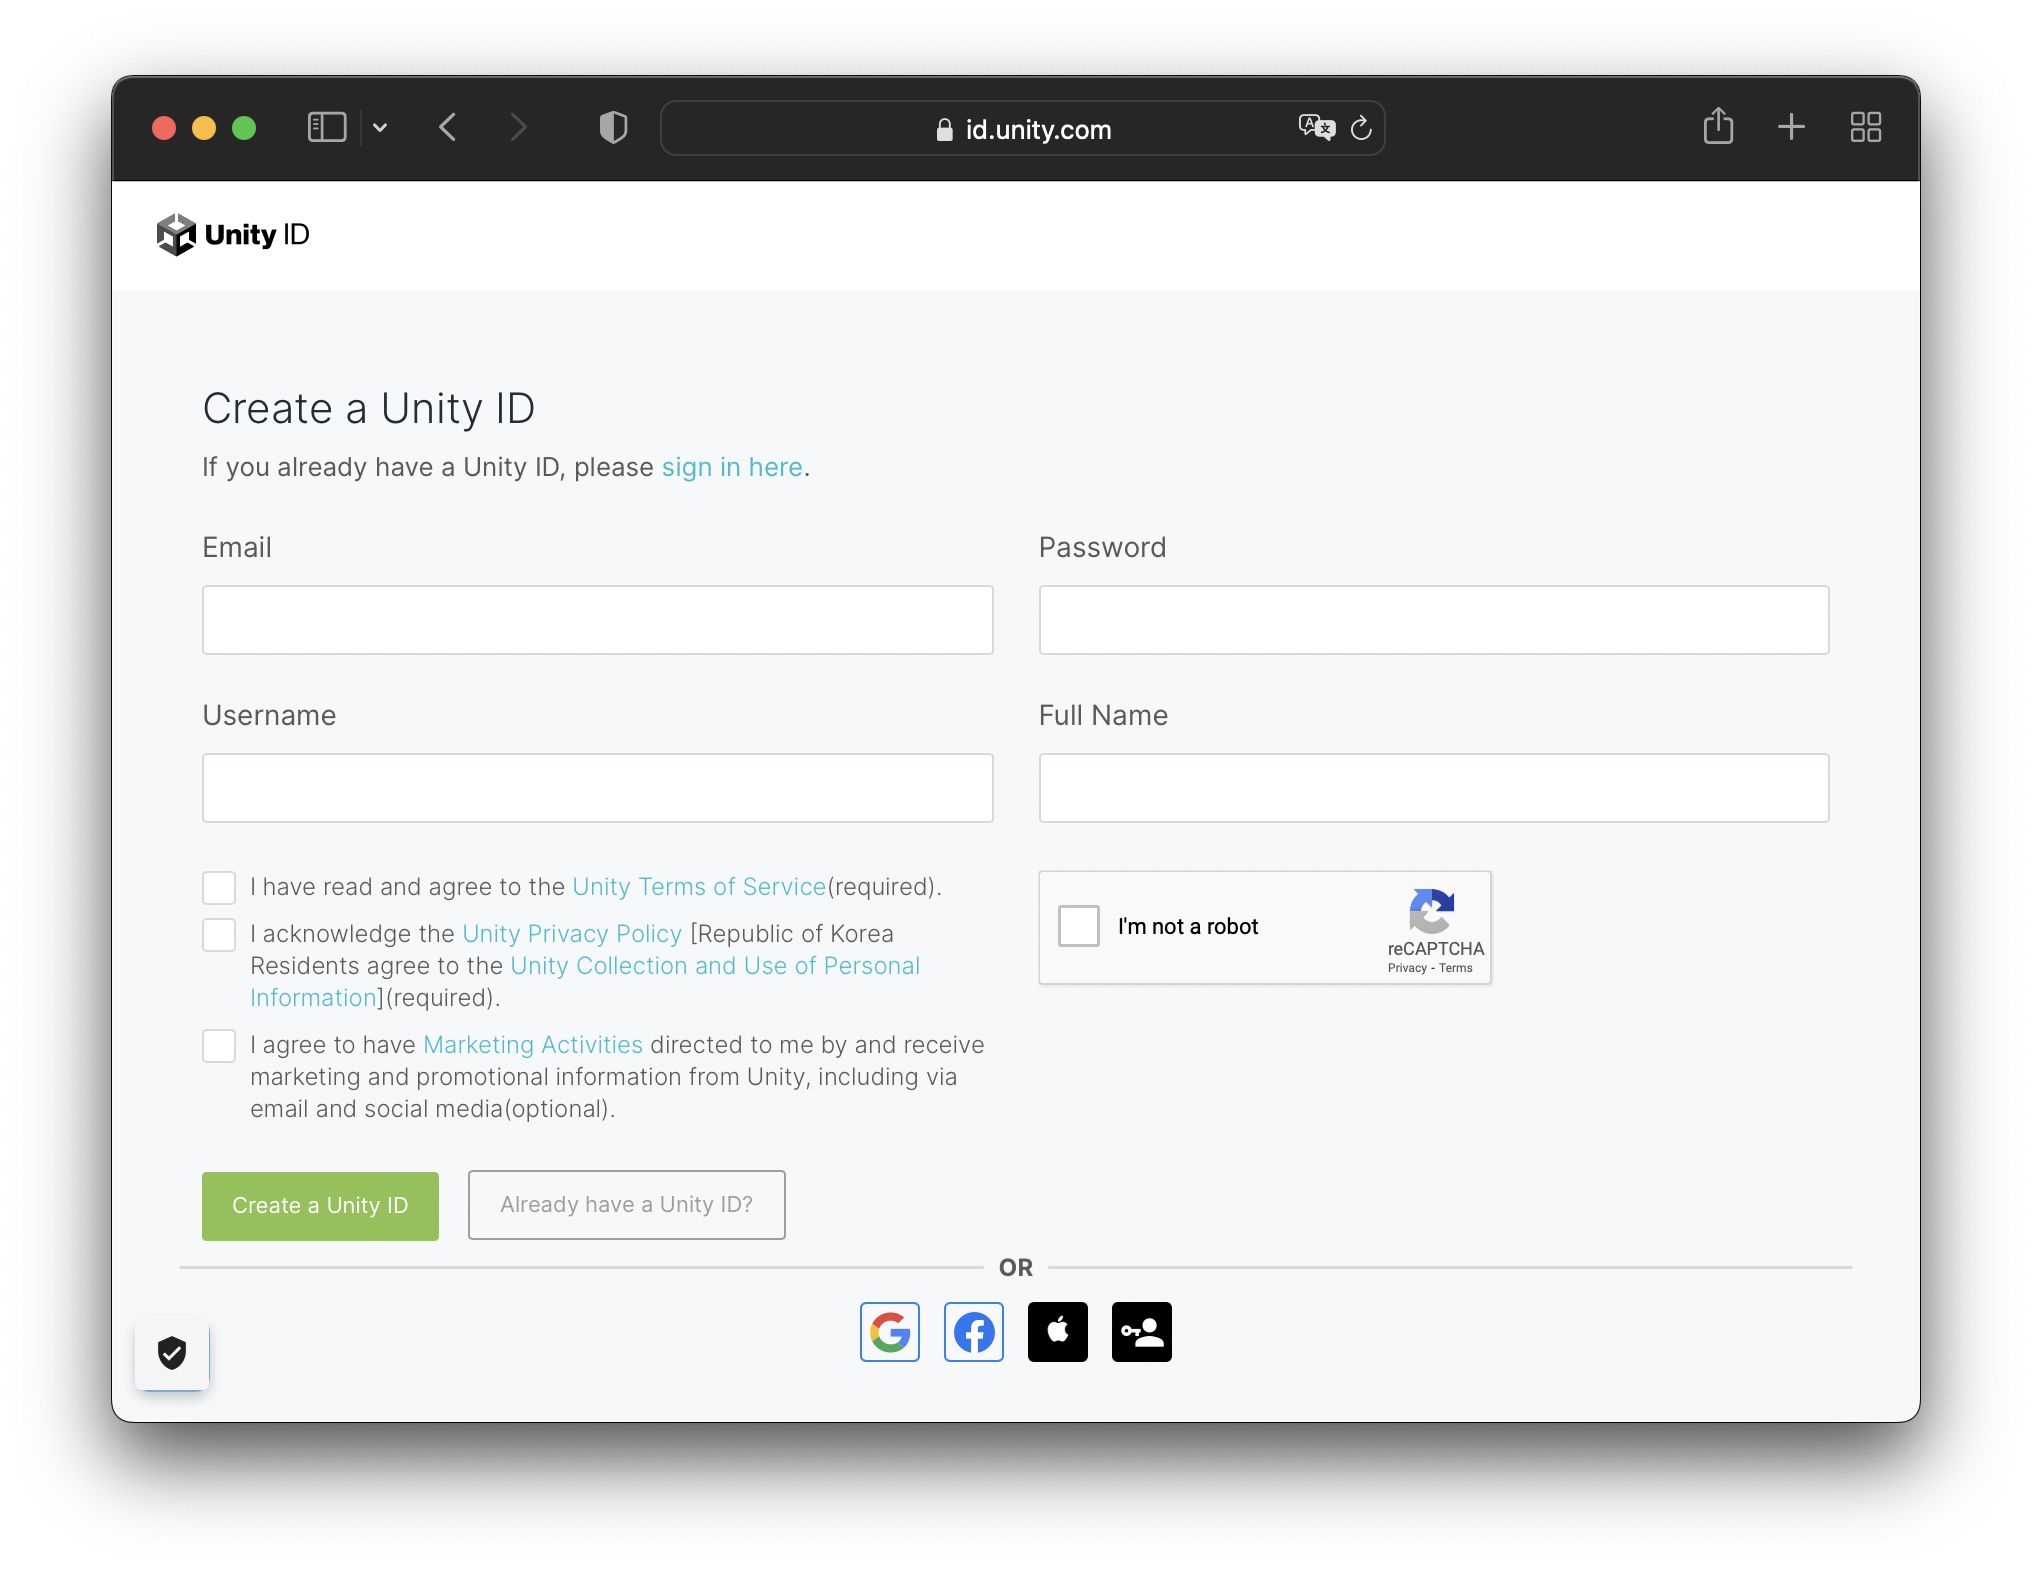 id.unity.com
Unity ID
Create a Unity ID
If you already have a Unity ID, please sign in here.
Email
Password
Username
Full Name
I have read and agree to the Unity Terms of Service(required).
I acknowledge the Unity Privacy Policy [Republic of Korea
Residents agree to the Unity Collection and Use of Personal
Information](required).
I agree to have Marketing Activities directed to me by and receive
marketing and promotional information from Unity, including via
email and social media(optional).
I'm not a robot
reCAPTCHA
Privacy - Terms
Create a Unity ID
Already have a Unity ID?
OR